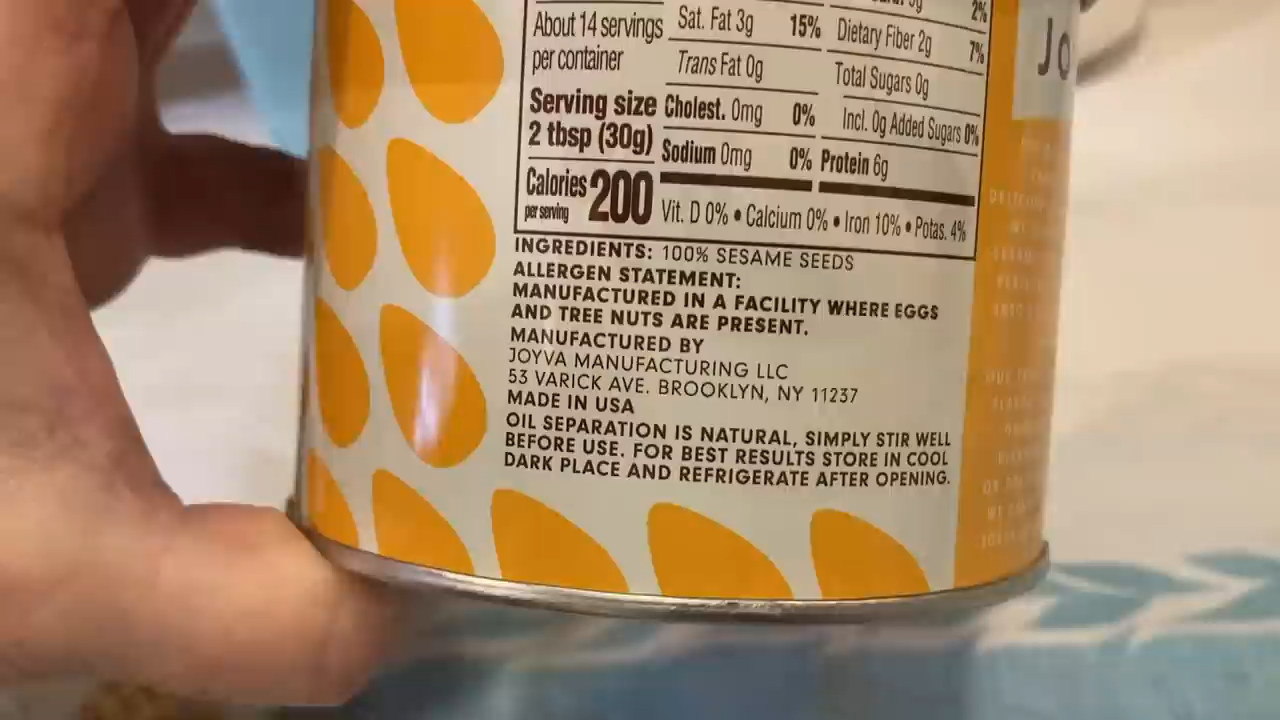 About 14 servings
per container
Serving size
2 tbsp (30g)
Calories
per serving
200
Sat. Fat 3g 15%
Trans Fat 0g
Cholest. 0mg 0%
Sodium 0mg 0%
2%
Dietary Fiber 2g 7%
Total Sugars 0g
Incl. 0g Added Sugars 0%
Protein 6g
Vit. D 0% • Calcium 0% • Iron 10% • Potas. 4%
INGREDIENTS: 100% SESAME SEEDS
ALLERGEN STATEMENT:
MANUFACTURED IN A FACILITY WHERE EGGS
AND TREE NUTS ARE PRESENT.
MANUFACTURED BY
JOYVA MANUFACTURING LLC
53 VARICK AVE. BROOKLYN, NY 11237
MADE IN USA
OIL SEPARATION IS NATURAL, SIMPLY STIR WELL
BEFORE USE. FOR BEST RESULTS STORE IN COOL
DARK PLACE AND REFRIGERATE AFTER OPENING.
JO